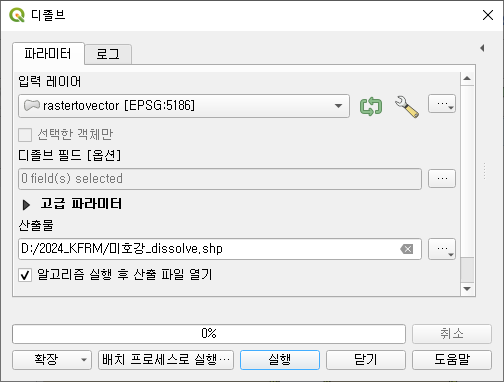 디졸브
파라미터
로그
입력 레이어
rastertovector [EPSG:5186]
...
선택한 객체만
디졸브 필드 [옵션]
0 field(s) selected
...
고급 파라미터
산출물
D:/2024_KFRM/미호강_dissolve.shp
...
알고리즘 실행 후 산출 파일 열기
0%
취소
확장
배치 프로세스로 실행...
실행
닫기
도움말